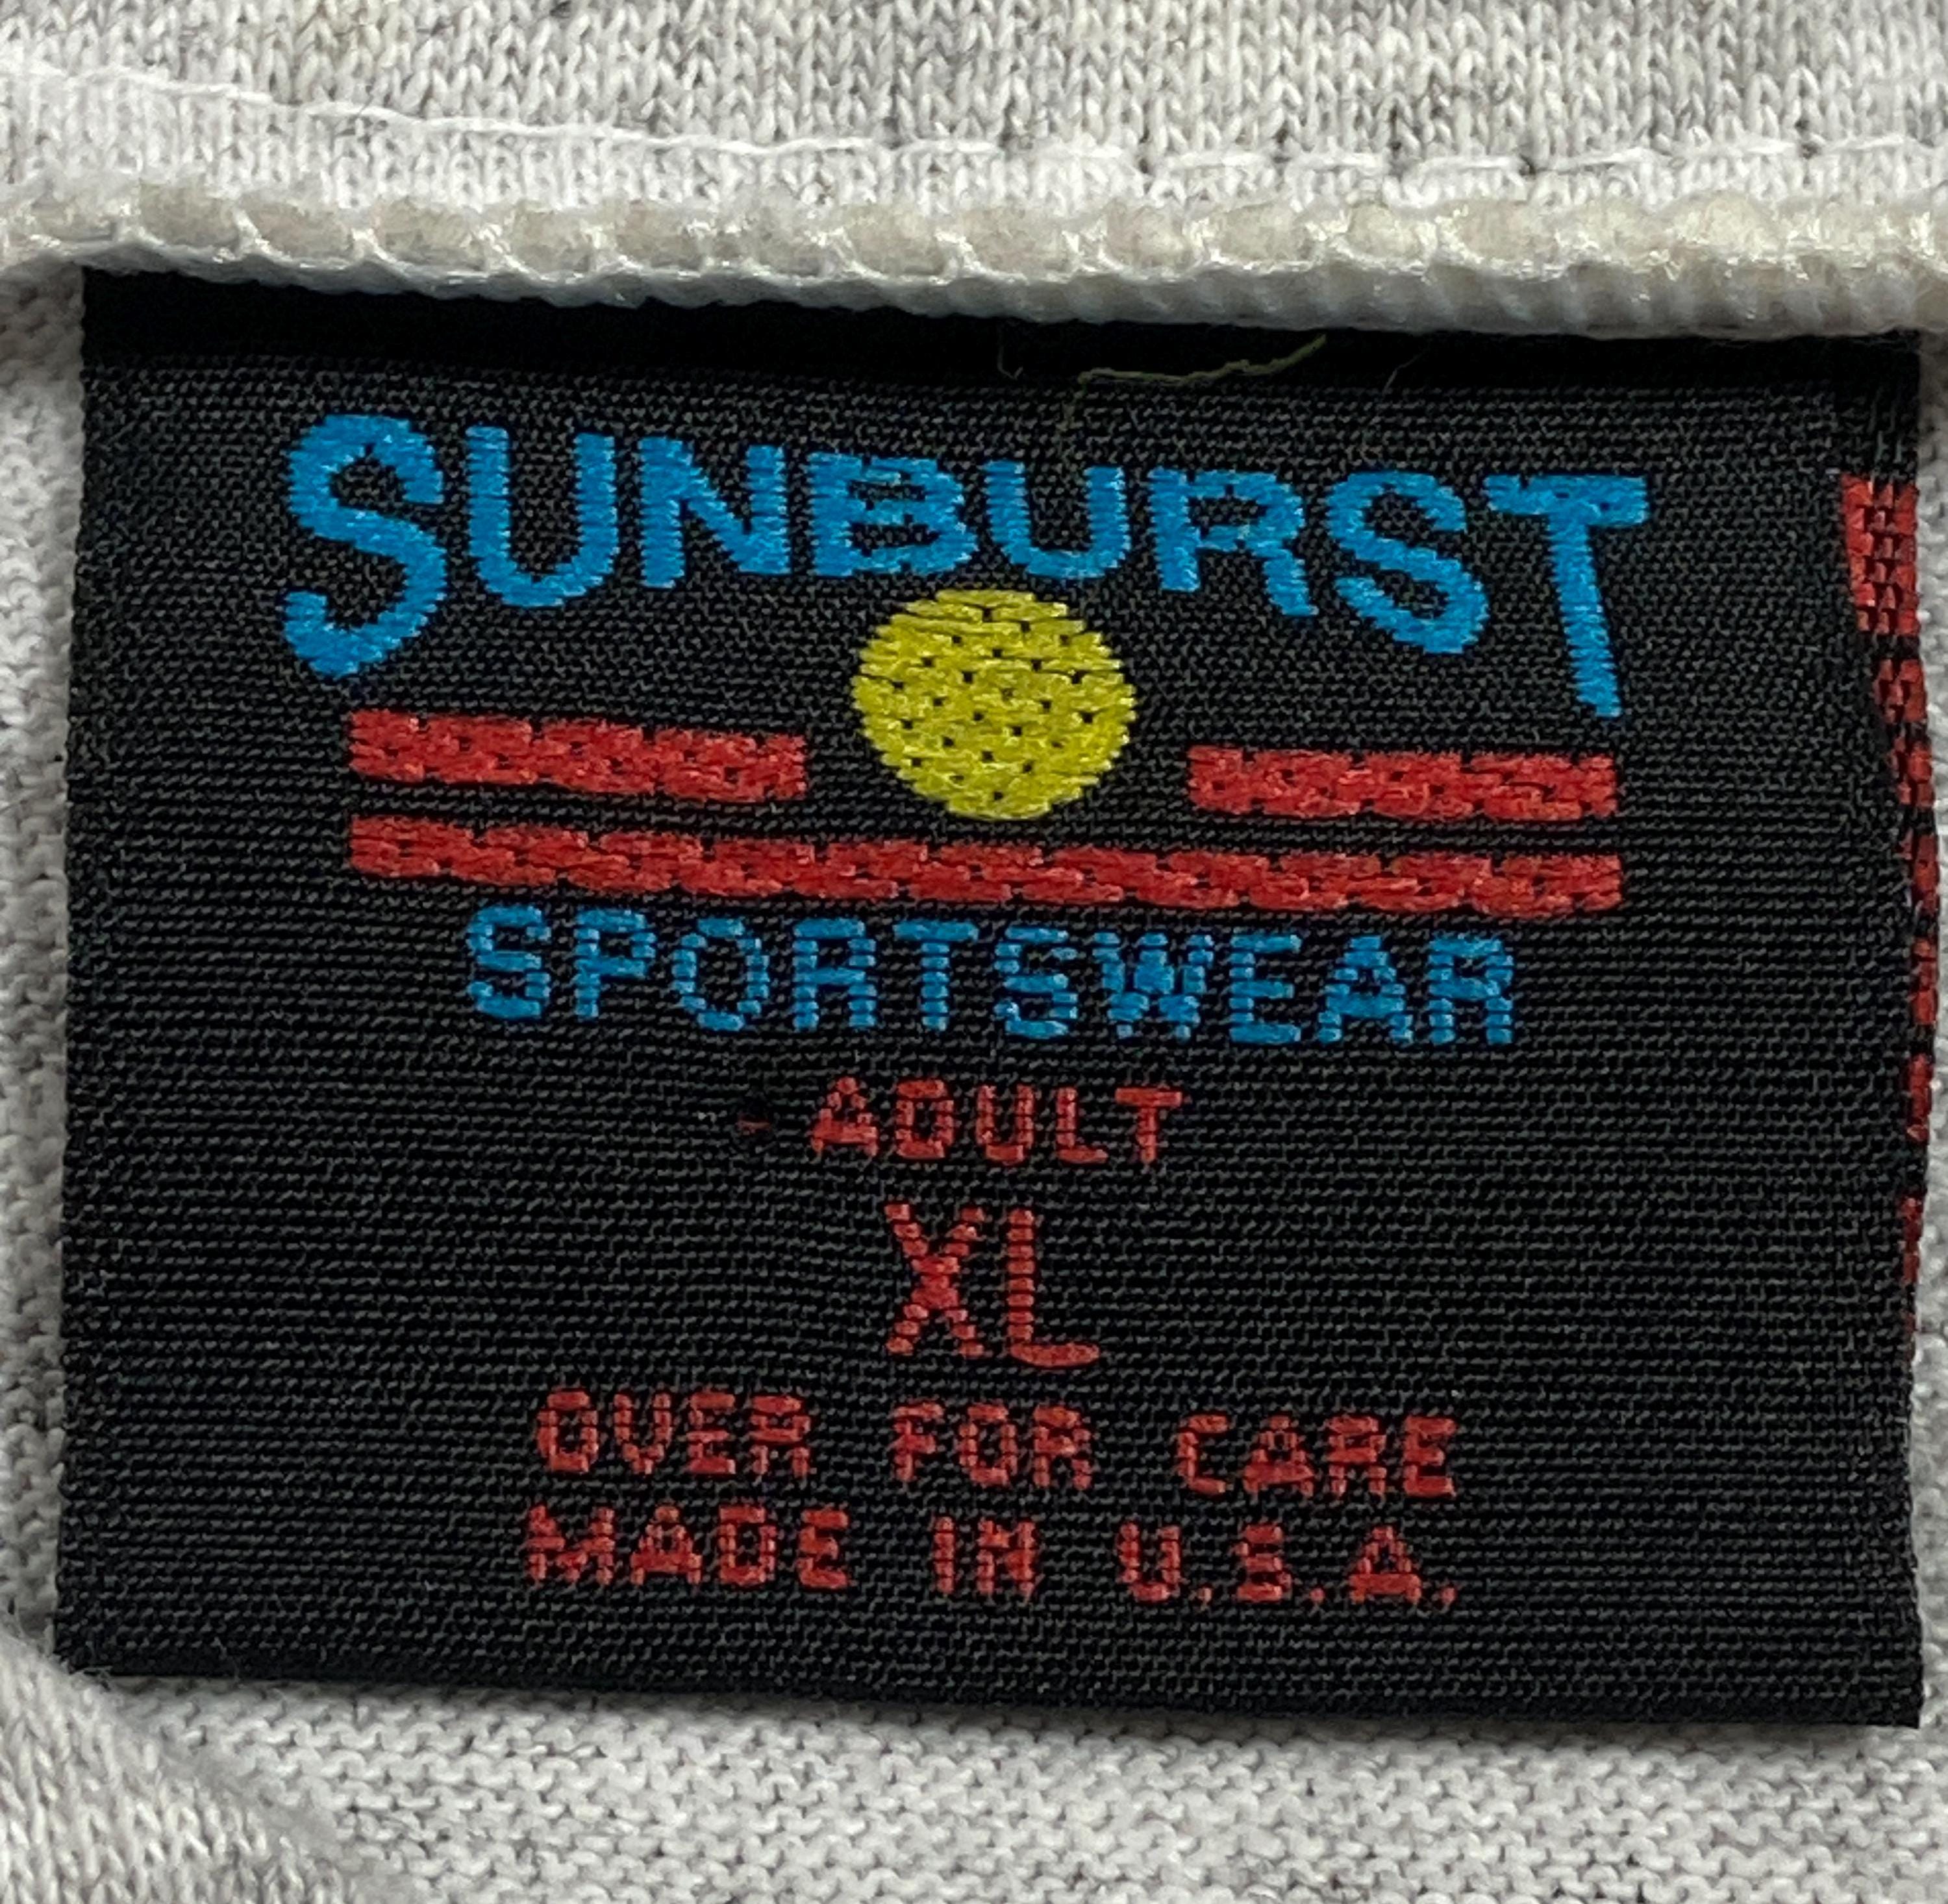 SUNBURST
SPORTSWEAR
- ADULT
XL
OVER FOR CARE
MADE IN U.S.A.